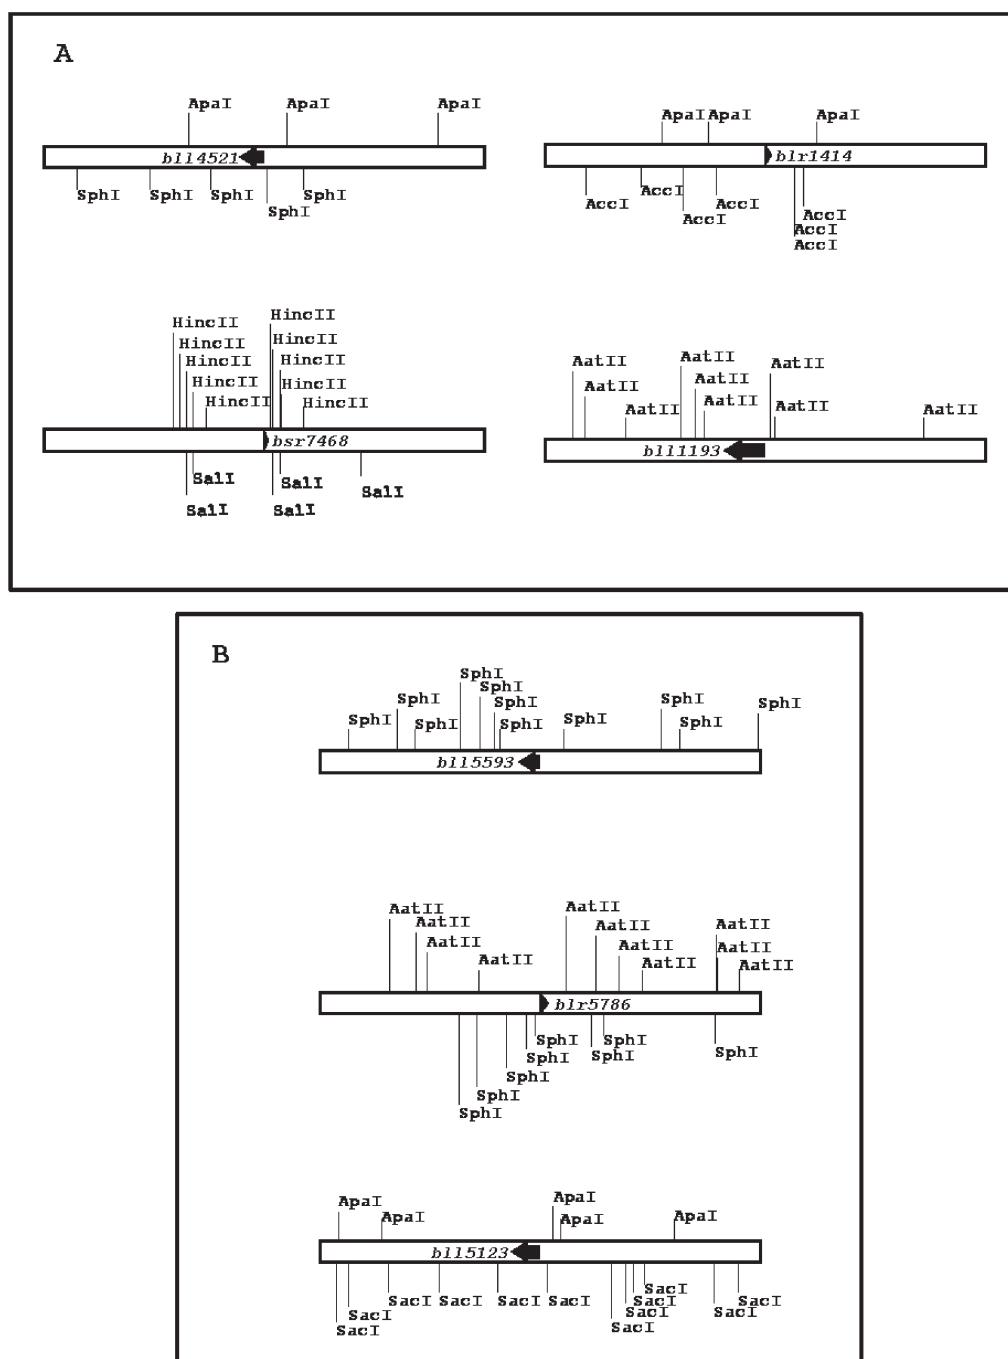 A
ApaI ApaI ApaI
bll4521
SphI SphI SphI SphI
SphI
ApaI ApaI ApaI
blr1414
AccI
AccI AccI AccI
AccI AccI
AccI
HincII HincII
HincII HincII
HincII HincII
HincII HincII
HincII HincII
bsr7468
SalI SalI SalI
SalI SalI
AatII AatII AatII
AatII AatII
AatII AatII AatII AatII
bll1193
B
SphI
SphI SphI SphI
SphI SphI
SphI SphI SphI SphI SphI
bll5593
AatII AatII
AatII AatII AatII
AatII AatII AatII
AatII AatII AatII
blr5786
SphI SphI
SphI SphI SphI
SphI
SphI
SphI
ApaI ApaI
ApaI ApaI ApaI
bll5123
SacI
SacI SacI SacI SacI SacI SacI
SacI SacI SacI
SacI SacI